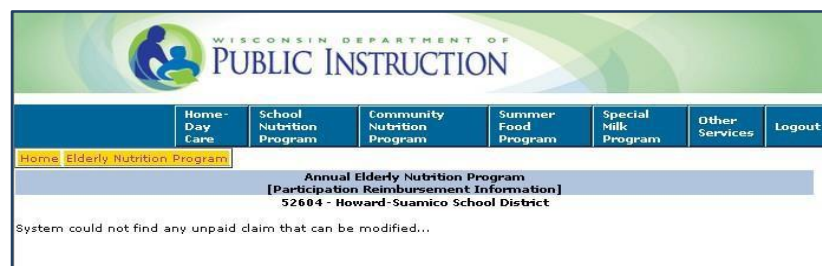 WISCONSIN DEPARTMENT OF
PUBLIC INSTRUCTION
Home-Day Care School Nutrition Program Community Nutrition Program Summer Food Program Special Milk Program Other Services Logout
Home Elderly Nutrition Program
Annual Elderly Nutrition Program
[Participation Reimbursement Information]
52604 - Howard-Suamico School District
System could not find any unpaid claim that can be modified...